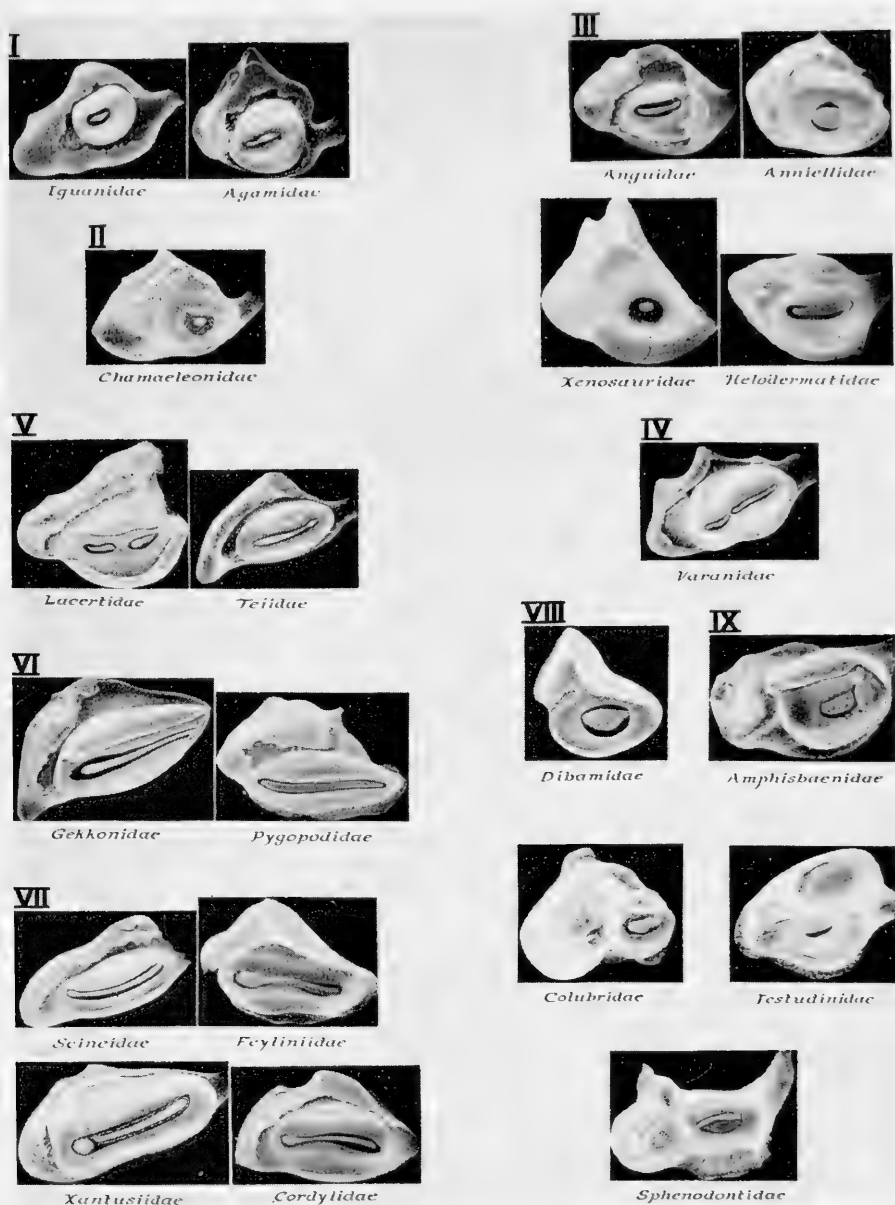 I
Iguanidae Agamidae
II
Chamaeleonidae
III
Anguidae Anniellidae
Xenosauridae Helodermatidae
V
Lacertidae Teiidae
IV
Varanidae
VI
Gekkonidae Pygopodidae
VIII IX
Dibamidae Amphisbaenidae
VII
Scincidae Feyliniidae
Xantusiidae Cordylidae
Colubridae Testudinidae
Sphenodontidae